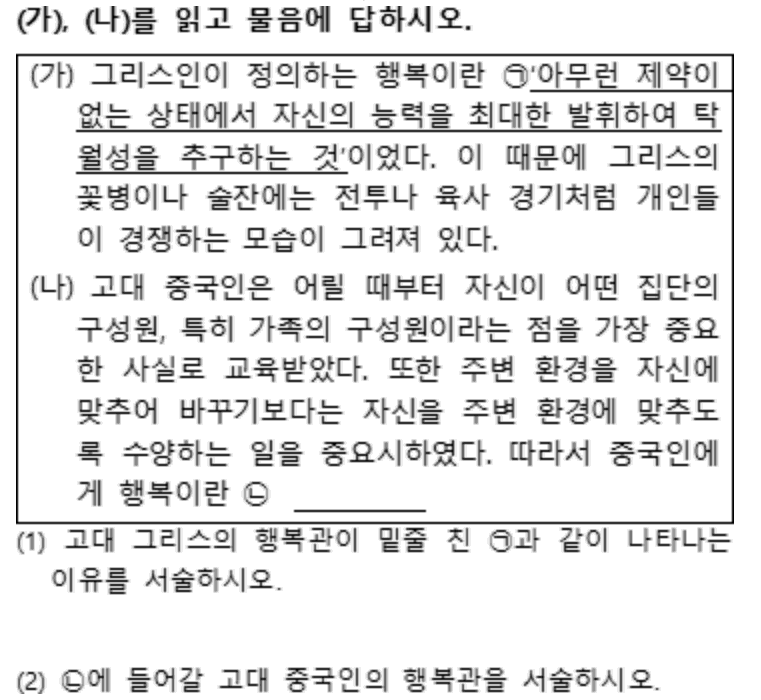 (가), (나)를 읽고 물음에 답하시오.
(가) 그리스인이 정의하는 행복이란 ㉠'아무런 제약이
없는 상태에서 자신의 능력을 최대한 발휘하여 탁
월성을 추구하는 것'이었다. 이 때문에 그리스의
꽃병이나 술잔에는 전투나 육사 경기처럼 개인들
이 경쟁하는 모습이 그려져 있다.
(나) 고대 중국인은 어릴 때부터 자신이 어떤 집단의
구성원, 특히 가족의 구성원이라는 점을 가장 중요
한 사실로 교육받았다. 또한 주변 환경을 자신에
맞추어 바꾸기보다는 자신을 주변 환경에 맞추도
록 수양하는 일을 중요시하였다. 따라서 중국인에
게 행복이란 ㉡ ________
(1) 고대 그리스의 행복관이 밑줄 친 ㉠과 같이 나타나는
이유를 서술하시오.
(2) ㉡에 들어갈 고대 중국인의 행복관을 서술하시오.